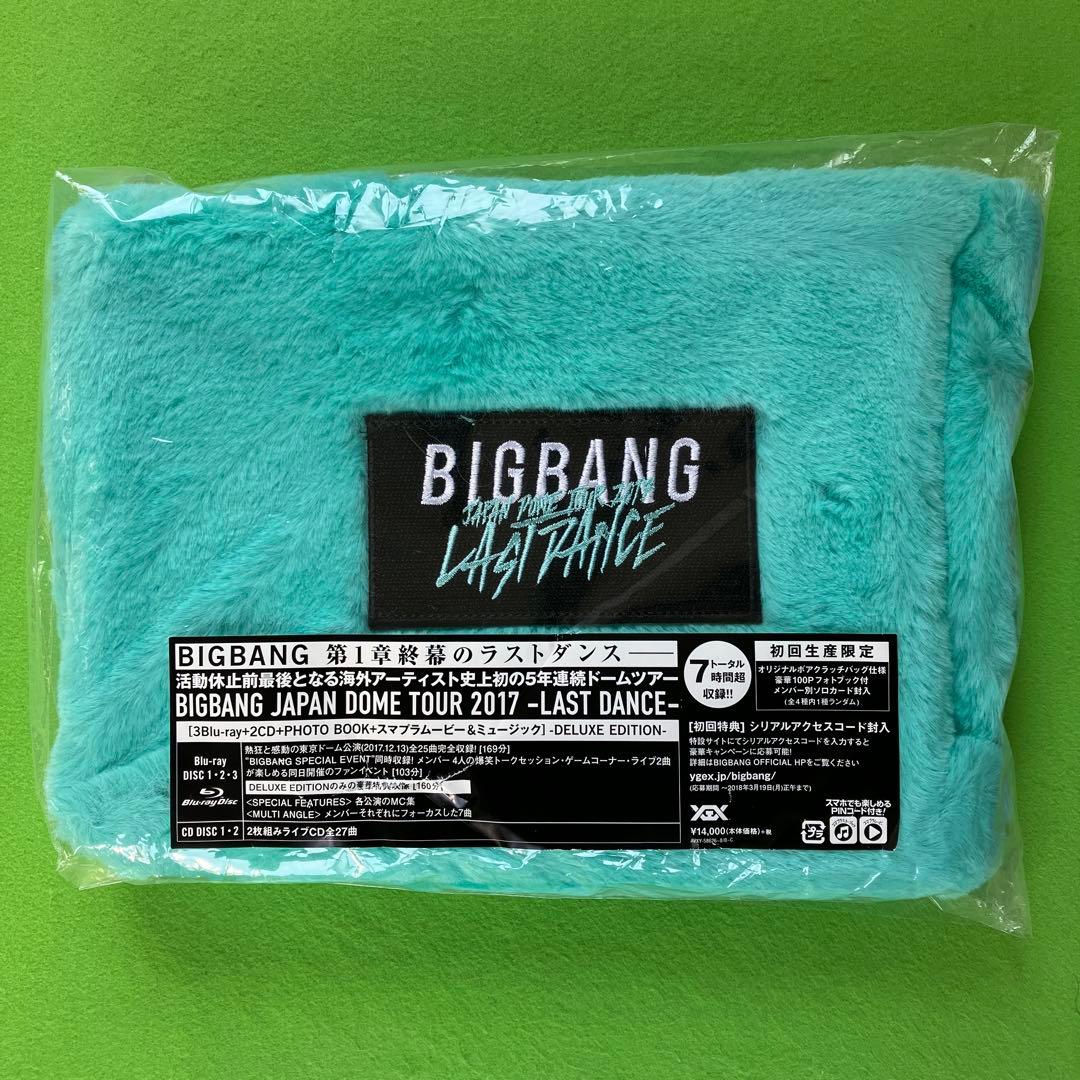 BIGBANG
JAPAN DOME TOUR 2017
LAST DANCE
BIGBANG 第1章終幕のラストダンス――
活動休止前最後となる海外アーティスト史上初の5年連続ドームツアー
BIGBANG JAPAN DOME TOUR 2017 -LAST DANCE-
[3Blu-ray+2CD+PHOTO BOOK+スマプラムービー&ミュージック] -DELUXE EDITION-
Blu-ray
DISC 1・2・3
Blu-ray Disc
熱狂と感動の東京ドーム公演(2017.12.13)全25曲完全収録! [169分]
"BIGBANG SPECIAL EVENT"同時収録! メンバー 4人の爆笑トークセッション・ゲームコーナー・ライブ2曲
が楽しめる同日開催のファンイベント [103分]
DELUXE EDITIONのみの豪華特典映像 [160分]
<SPECIAL FEATURES> 各公演のMC集
<MULTI ANGLE> メンバーそれぞれにフォーカスした7曲
CD DISC 1・2
2枚組みライブCD全27曲
トータル
7時間超
収録!!
初回生産限定
オリジナルボアクラッチバッグ仕様
豪華100Pフォトブック付
メンバー別ソロカード封入
(全4種内1種ランダム)
[初回特典] シリアルアクセスコード封入
特設サイトにてシリアルアクセスコードを入力すると
豪華キャンペーンに応募可能!
詳細はBIGBANG OFFICIAL HPをご覧ください
ygex.jp/bigbang/
(応募期間 ～2018年3月19日(月)正午まで)
¥14,000(本体価格)+税
スマホでも楽しめる
PINコード付き!
プラ